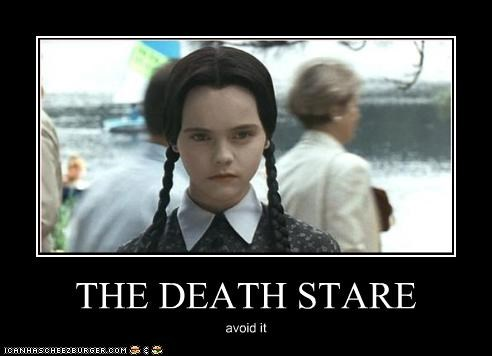 THE DEATH STARE
avoid it
ICANHASCHEEZBURGER.COM